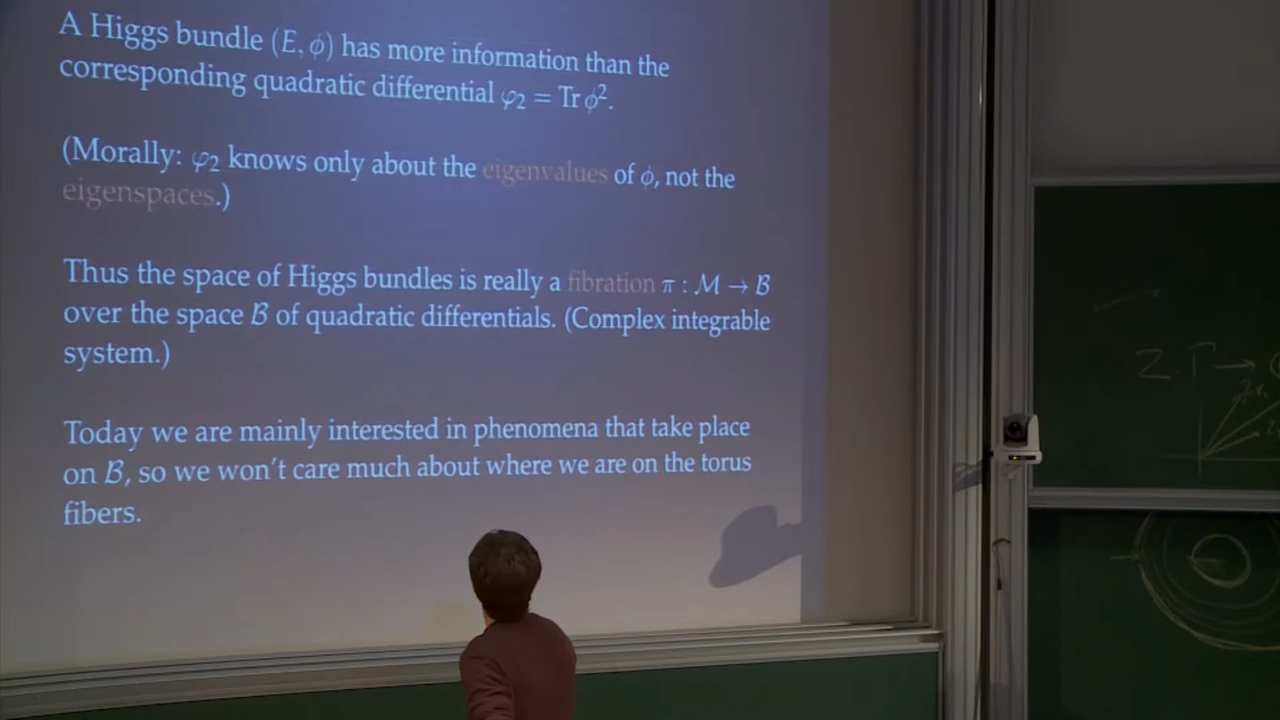 A Higgs bundle (E, ϕ) has more information than the
corresponding quadratic differential φ₂ = Tr ϕ².
(Morally: φ₂ knows only about the eigenvalues of ϕ, not the
eigenspaces.)
Thus the space of Higgs bundles is really a fibration π : ℳ → ℬ
over the space ℬ of quadratic differentials. (Complex integrable
system.)
Today we are mainly interested in phenomena that take place
on ℬ, so we won't care much about where we are on the torus
fibers.
Z Γ →